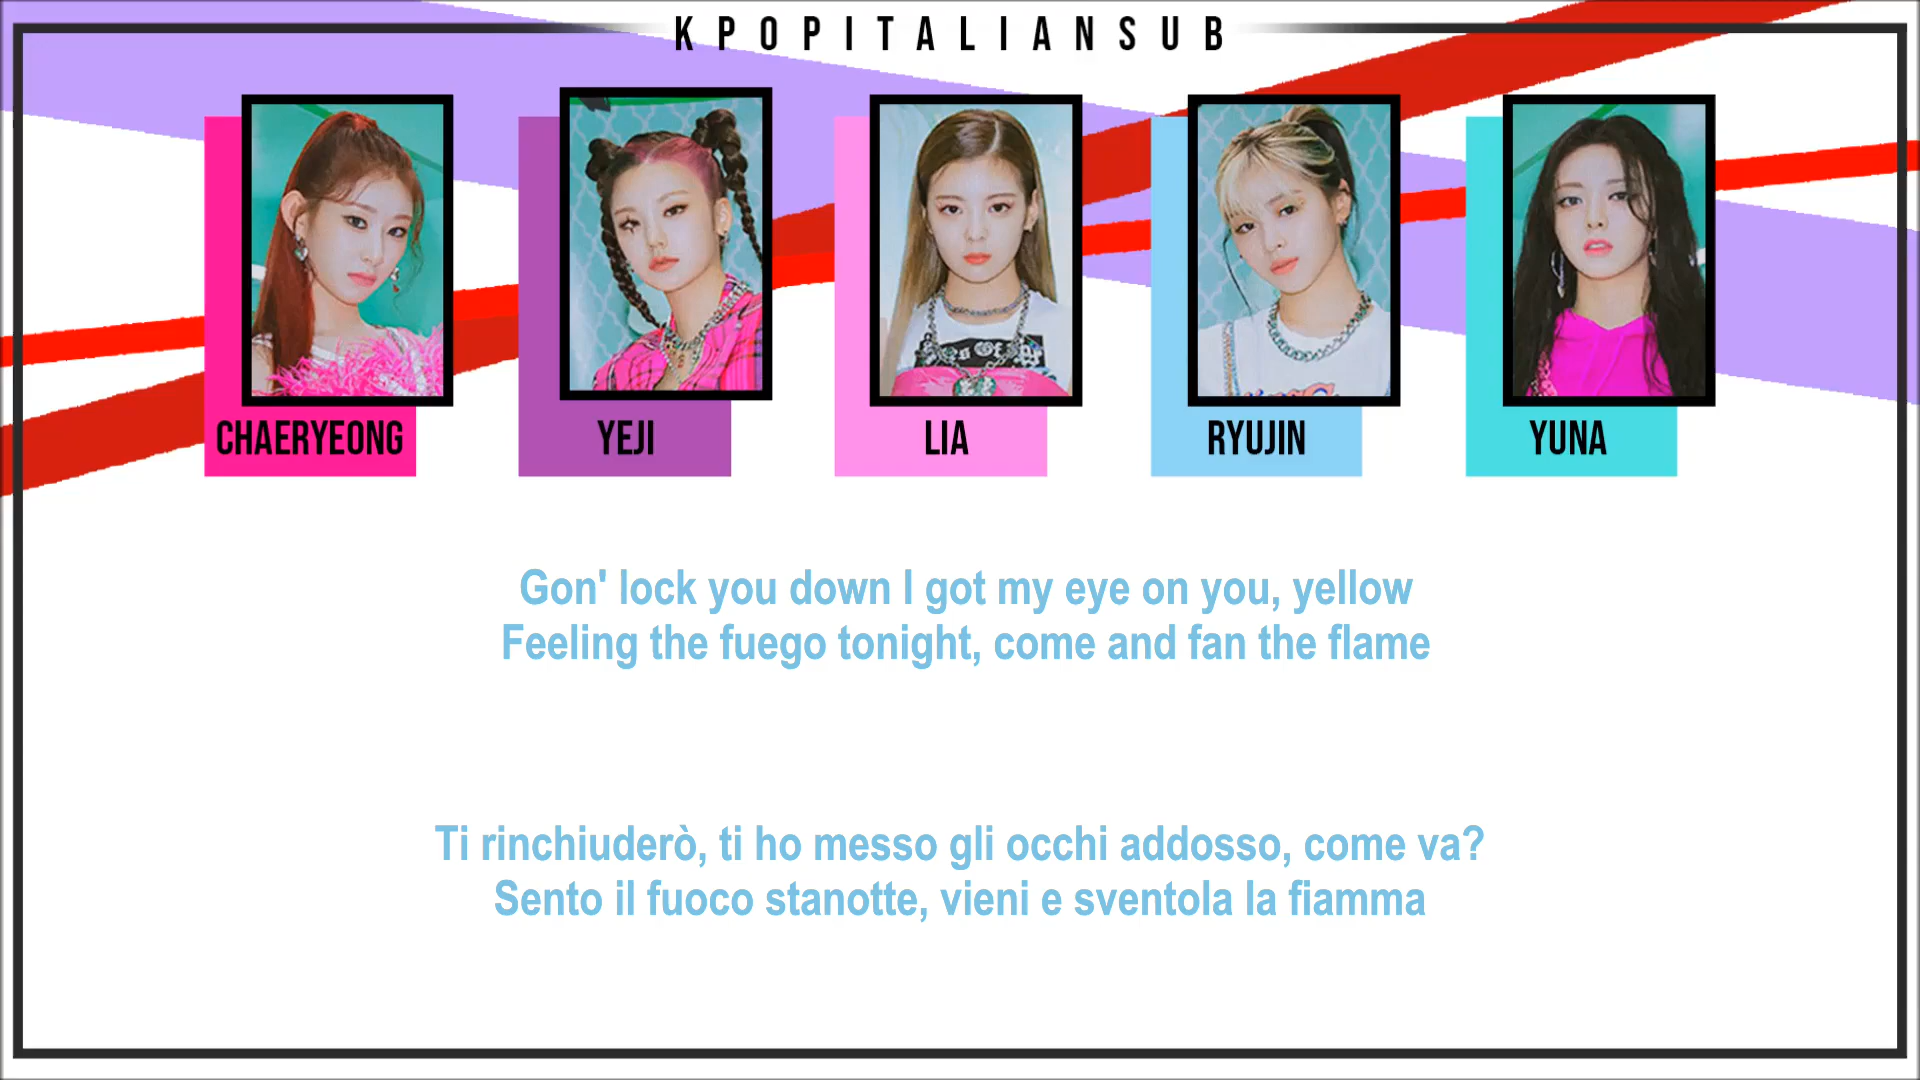 KPOPITALIANSUB
CHAERYEONG
YEJI
LIA
RYUJIN
YUNA
Gon' lock you down I got my eye on you, yellow
Feeling the fuego tonight, come and fan the flame
Ti rinchiuderò, ti ho messo gli occhi addosso, come va?
Sento il fuoco stanotte, vieni e sventola la fiamma